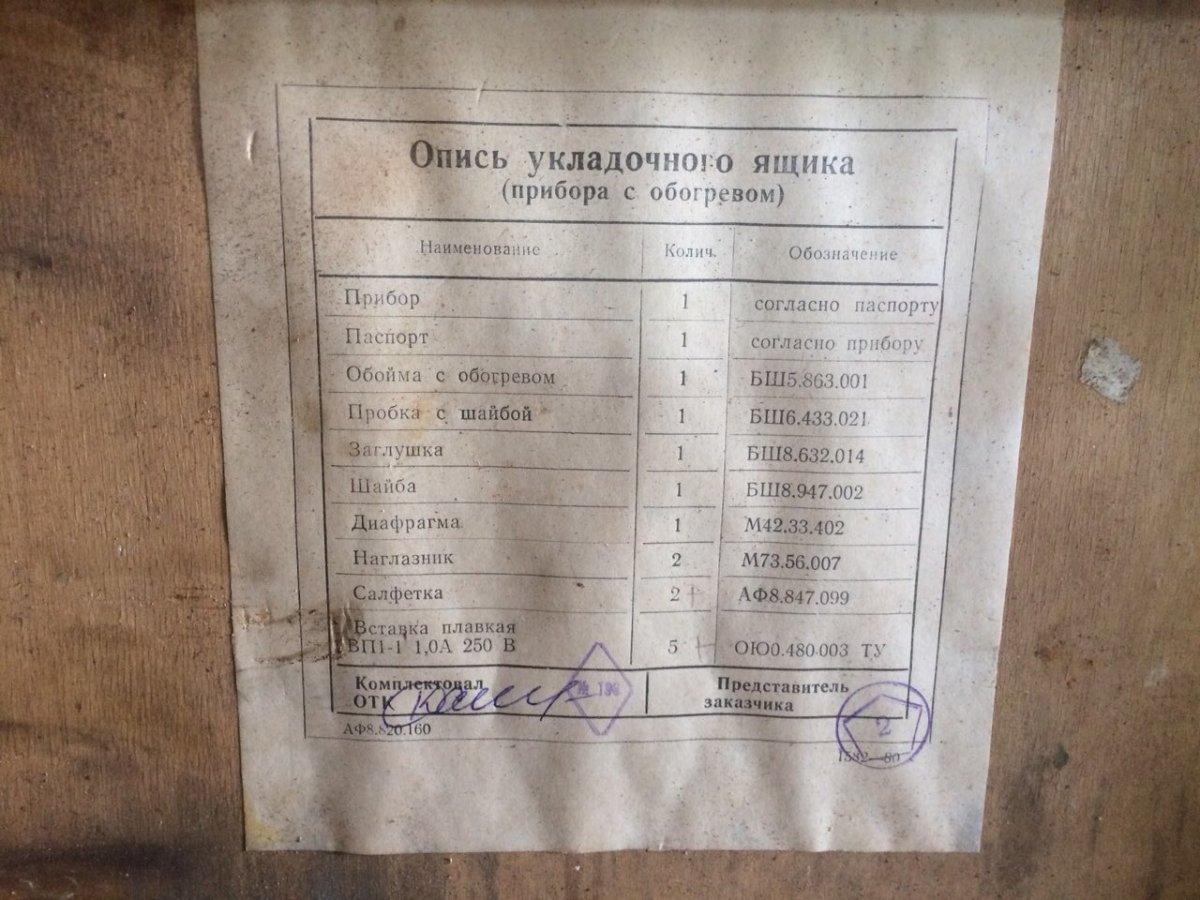 Опись укладочного ящика
(прибора с обогревом)
Наименование Колич. Обозначение
Прибор 1 согласно паспорту
Паспорт 1 согласно прибору
Обойма с обогревом 1 БШ5.863.001
Пробка с шайбой 1 БШ6.433.021
Заглушка 1 БШ8.632.014
Шайба 1 БШ8.947.002
Диафрагма 1 М42.33.402
Наглазник 2 М73.56.007
Салфетка 2 АФ8.847.099
Вставка плавкая
ВП1-1 1,0А 250 В 5 ОЮ0.480.003 ТУ
Комплектовал
ОТК
Представитель
заказчика
2
АФ8.820.160
1582—80